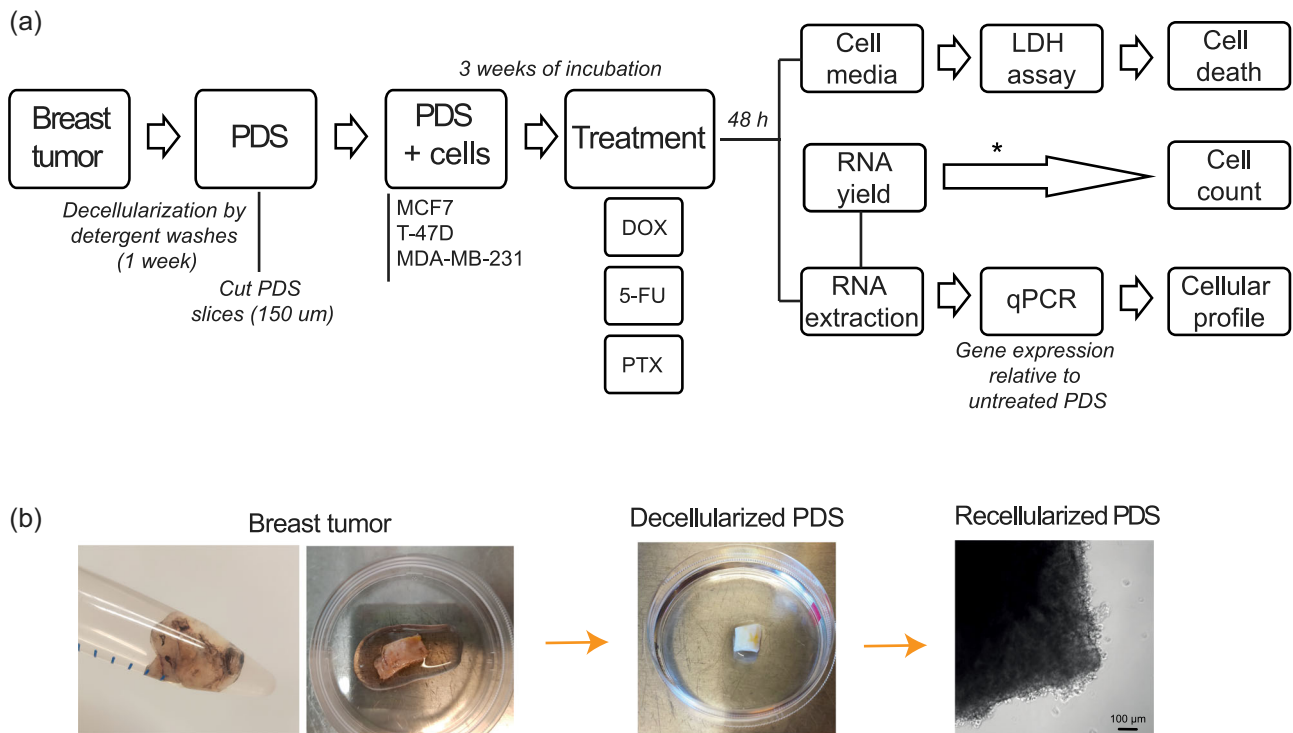 (a)
Breast
tumor
Decellularization by
detergent washes
(1 week)
PDS
Cut PDS
slices (150 um)
PDS
+ cells
MCF7
T-47D
MDA-MB-231
3 weeks of incubation
Treatment
DOX
5-FU
PTX
48 h
Cell
media
LDH
assay
Cell
death
RNA
yield
*
Cell
count
RNA
extraction
qPCR
Gene expression
relative to
untreated PDS
Cellular
profile
(b)
Breast tumor
Decellularized PDS
Recellularized PDS
100 µm